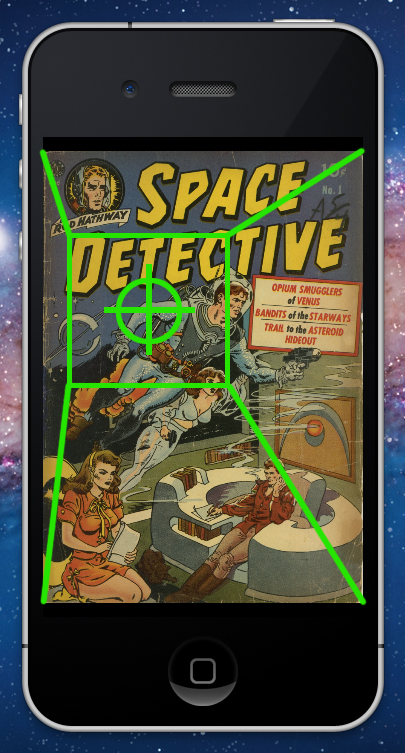 SPACE
10¢
No. 1
ROD HATHWAY
DETECTIVE
OPIUM SMUGGLERS
of VENUS
BANDITS of the STARWAYS
TRAIL to the ASTEROID
HIDEOUT